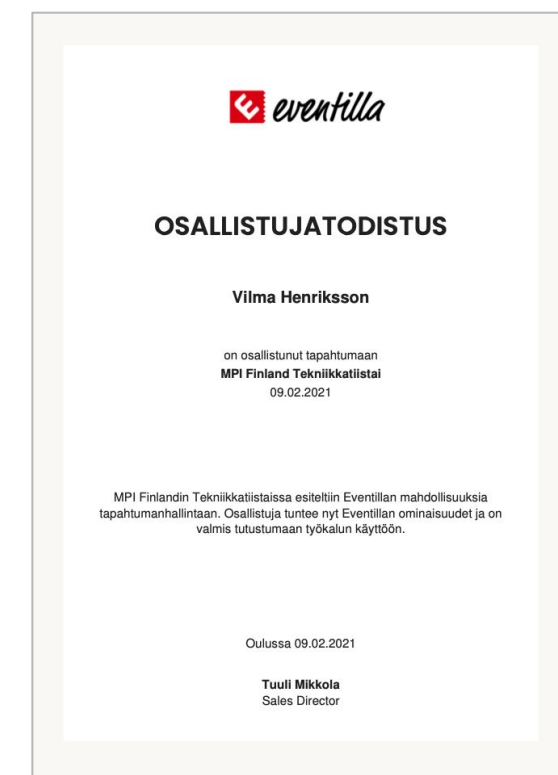 eventilla
OSALLISTUJATODISTUS
Vilma Henriksson
on osallistunut tapahtumaan
MPI Finland Tekniikkatiistai
09.02.2021
MPI Finlandin Tekniikkatiistaissa esiteltiin Eventillan mahdollisuuksia
tapahtumanhallintaan. Osallistuja tuntee nyt Eventillan ominaisuudet ja on
valmis tutustumaan työkalun käyttöön.
Oulussa 09.02.2021
Tuuli Mikkola
Sales Director